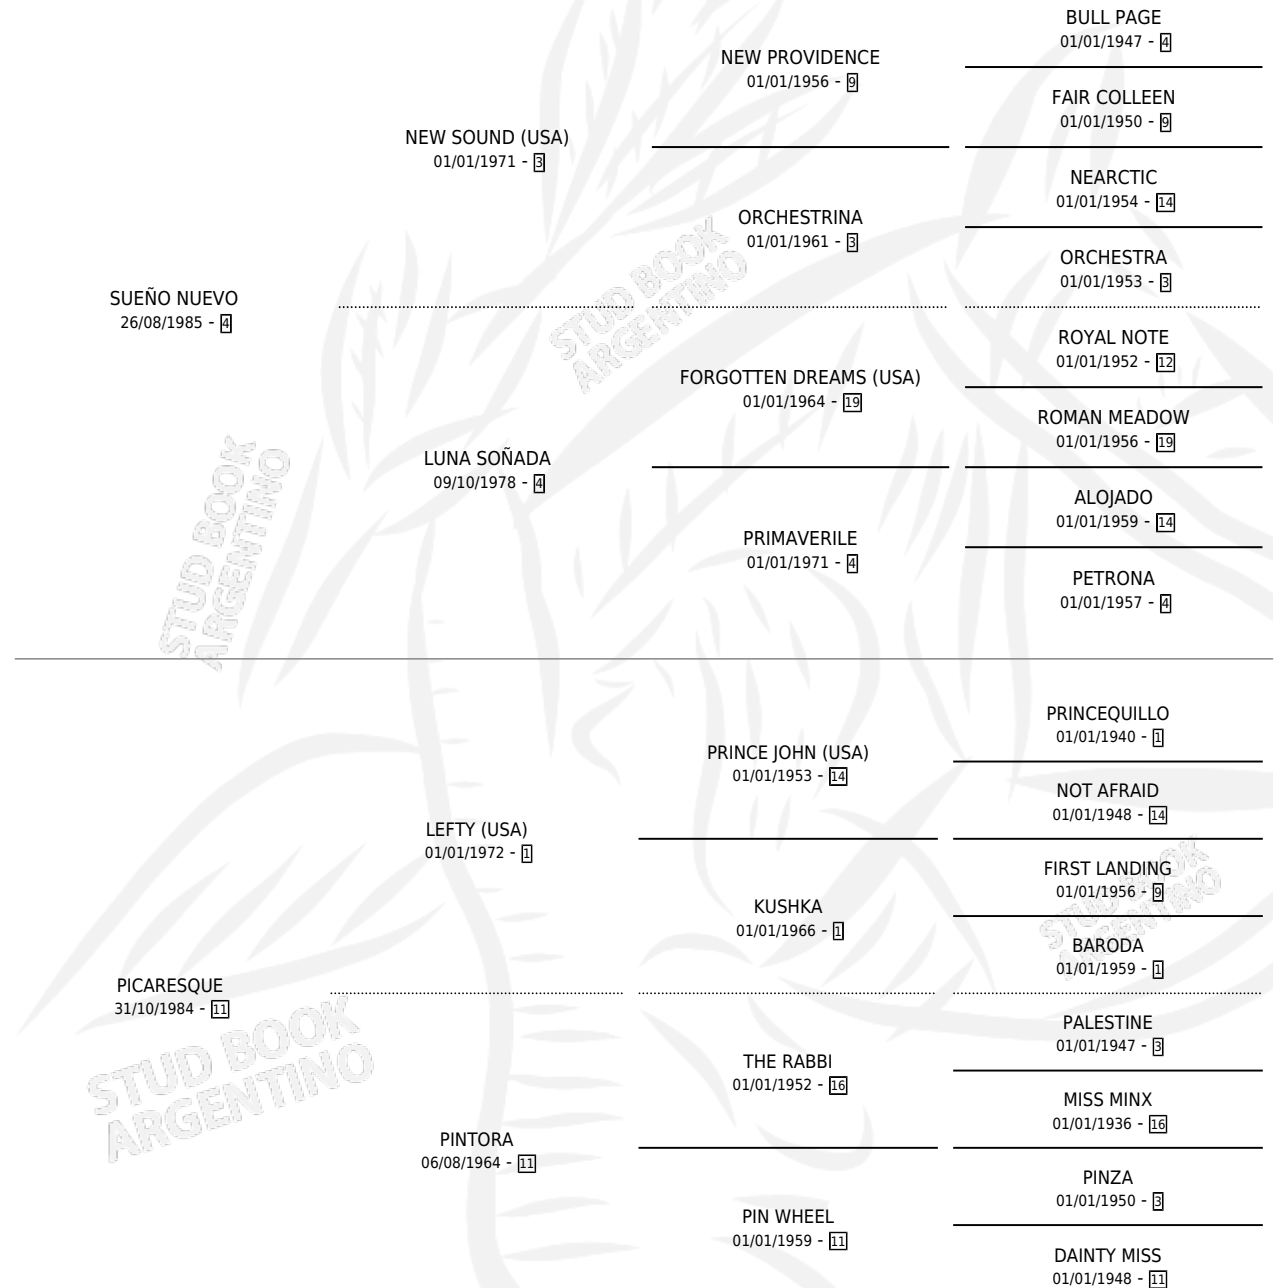 BULL PAGE
01/01/1947 - 4
NEW PROVIDENCE
01/01/1956 - 9
FAIR COLLEEN
01/01/1950 - 9
NEW SOUND (USA)
01/01/1971 - 3
NEARCTIC
01/01/1954 - 14
ORCHESTRINA
01/01/1961 - 3
ORCHESTRA
01/01/1953 - 3
SUEÑO NUEVO
26/08/1985 - 4
ROYAL NOTE
01/01/1952 - 12
FORGOTTEN DREAMS (USA)
01/01/1964 - 19
ROMAN MEADOW
01/01/1956 - 19
LUNA SOÑADA
09/10/1978 - 4
ALOJADO
01/01/1959 - 14
PRIMAVERILE
01/01/1971 - 4
PETRONA
01/01/1957 - 4
STUD BOOK
ARGENTINO
STUD BOOK
ARGENTINO
PRINCEQUILLO
01/01/1940 - 1
PRINCE JOHN (USA)
01/01/1953 - 14
NOT AFRAID
01/01/1948 - 14
LEFTY (USA)
01/01/1972 - 1
FIRST LANDING
01/01/1956 - 9
KUSHKA
01/01/1966 - 1
BARODA
01/01/1959 - 1
PICARESQUE
31/10/1984 - 11
PALESTINE
01/01/1947 - 3
THE RABBI
01/01/1952 - 16
MISS MINX
01/01/1936 - 16
PINTORA
06/08/1964 - 11
PINZA
01/01/1950 - 3
PIN WHEEL
01/01/1959 - 11
DAINTY MISS
01/01/1948 - 11
STUD BOOK
ARGENTINO
STUD BOOK
ARGENTINO